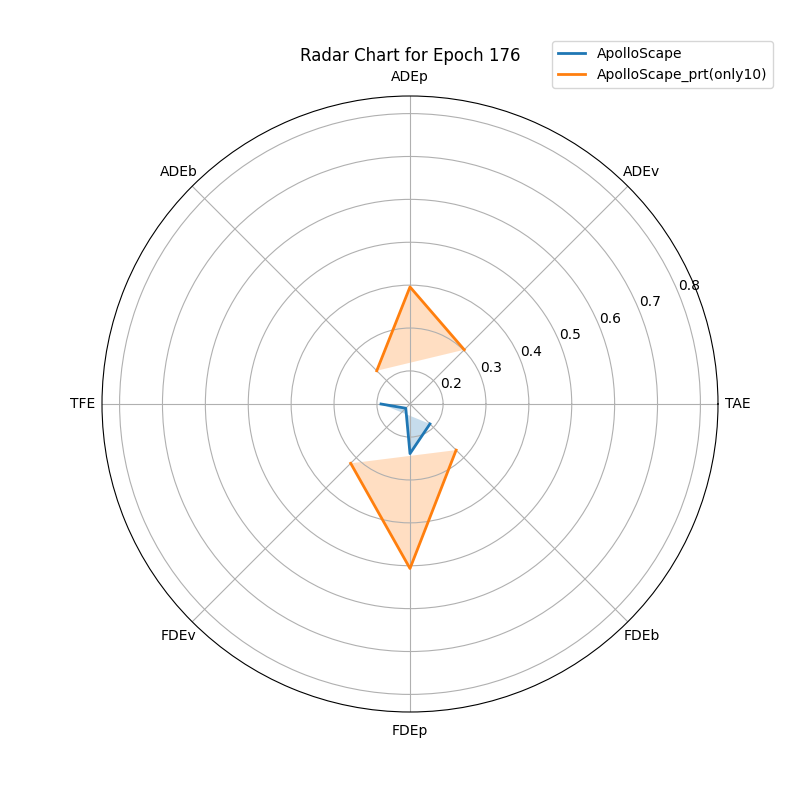 Radar Chart for Epoch 176
ApolloScape
ApolloScape_prt(only10)
ADEp
ADEb
ADEv
0.8
0.7
0.6
0.5
0.4
0.3
0.2
TFE
TAE
FDEv
FDEb
FDEp